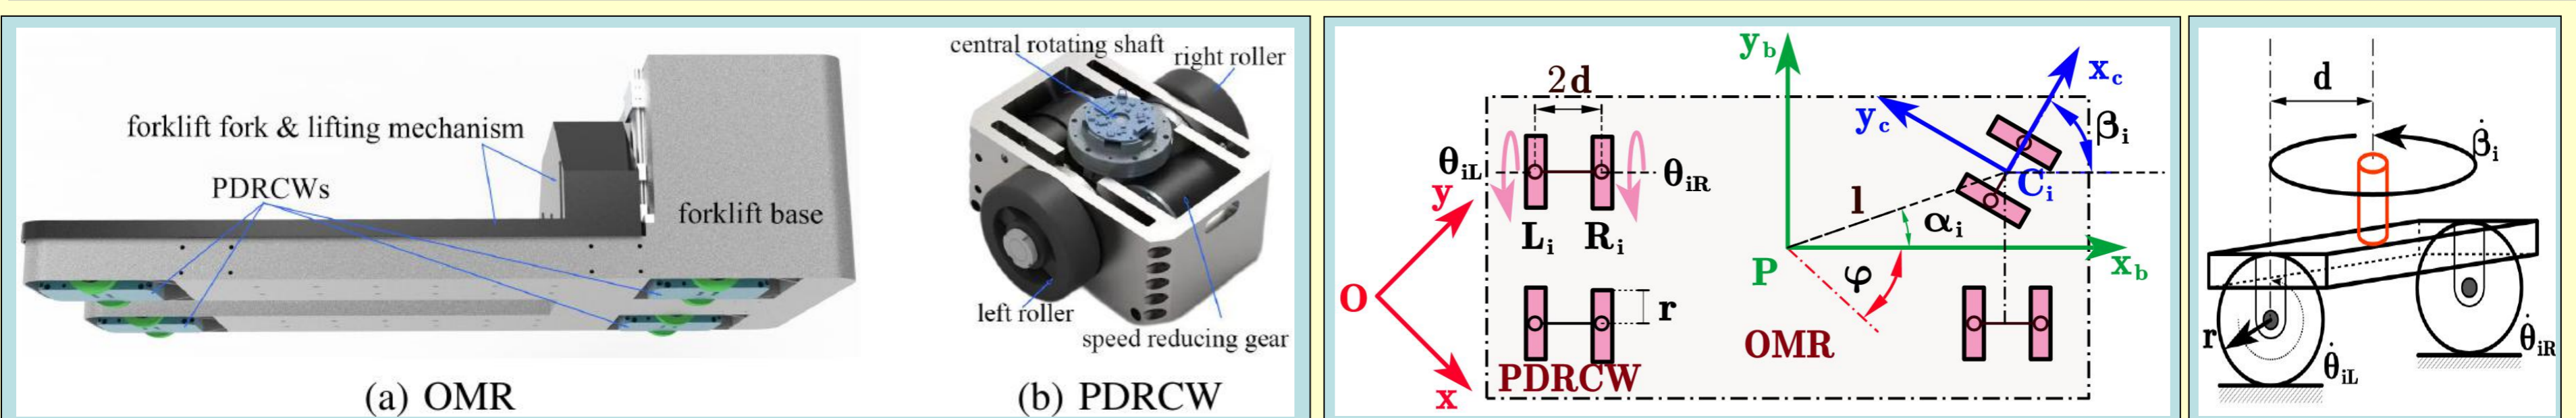 forklift fork & lifting mechanism
PDRCWs
forklift base
(a) OMR
central rotating shaft
right roller
left roller
speed reducing gear
(b) PDRCW
2d
θiL
θiR
Li
Ri
y
O
x
r
PDRCW
OMR
yb
xb
P
l
αi
φ
yc
xc
βi
Ci
d
β̇i
r
θ̇iL
θ̇iR